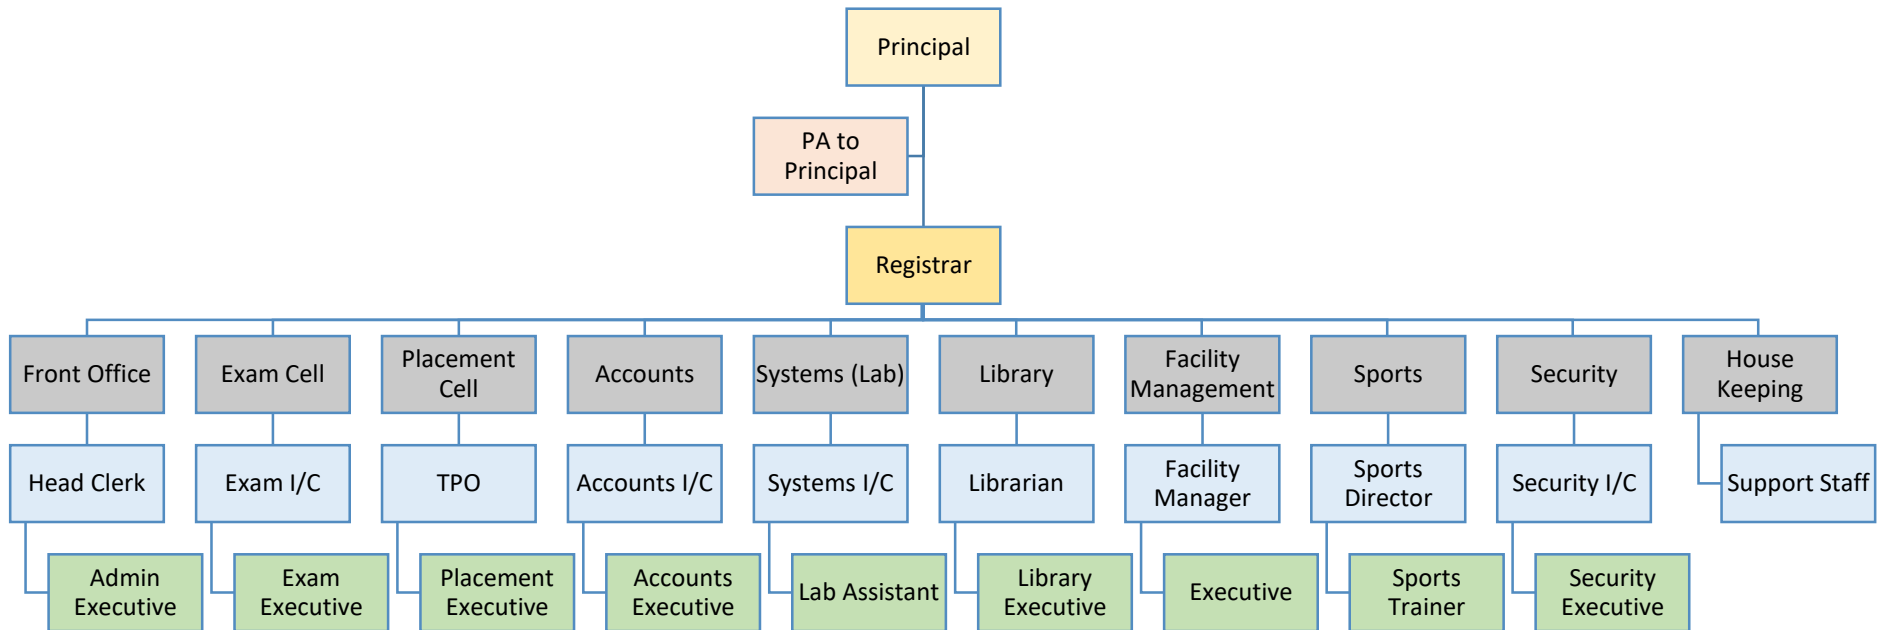 Principal
PA to
Principal
Registrar
Front Office
Exam Cell
Placement
Cell
Accounts
Systems (Lab)
Library
Facility
Management
Sports
Security
House
Keeping
Head Clerk
Exam I/C
TPO
Accounts I/C
Systems I/C
Librarian
Facility
Manager
Sports
Director
Security I/C
Support Staff
Admin
Executive
Exam
Executive
Placement
Executive
Accounts
Executive
Lab Assistant
Library
Executive
Executive
Sports
Trainer
Security
Executive